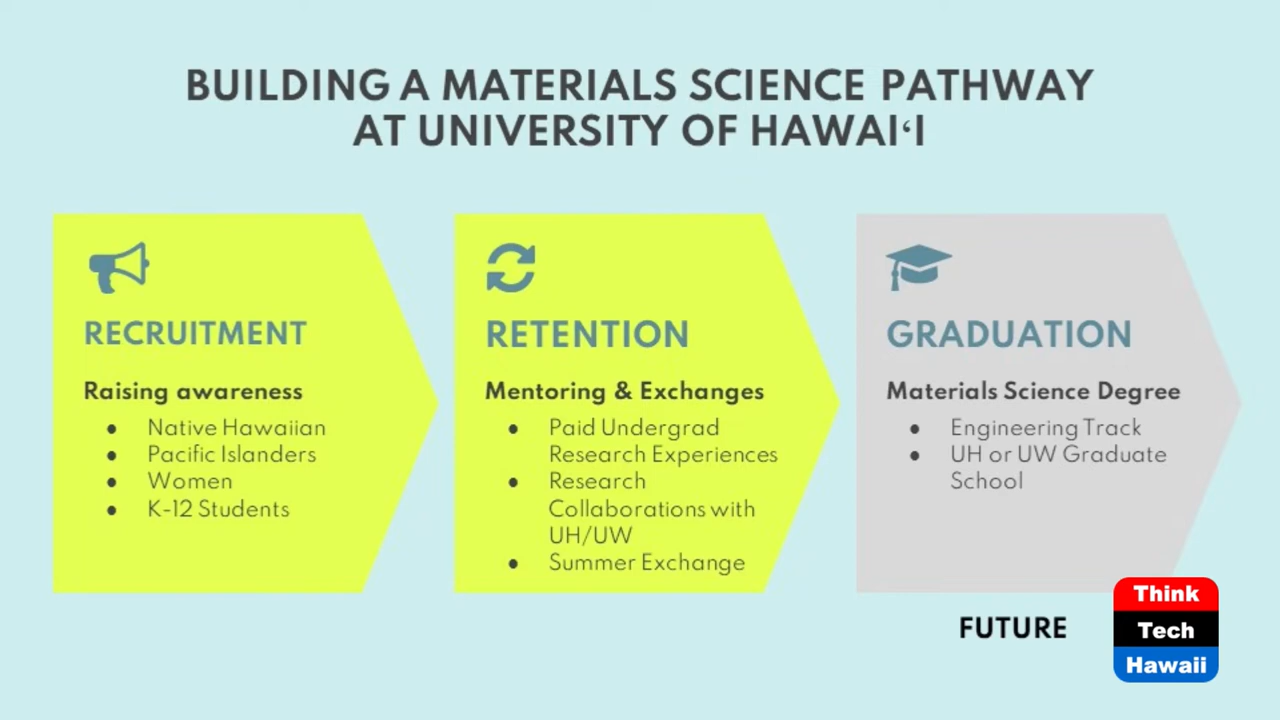 BUILDING A MATERIALS SCIENCE PATHWAY
AT UNIVERSITY OF HAWAIʻI
RECRUITMENT
Raising awareness
● Native Hawaiian
● Pacific Islanders
● Women
● K-12 Students
RETENTION
Mentoring & Exchanges
● Paid Undergrad
Research Experiences
● Research
Collaborations with
UH/UW
● Summer Exchange
GRADUATION
Materials Science Degree
● Engineering Track
● UH or UW Graduate
School
FUTURE
Think
Tech
Hawaii